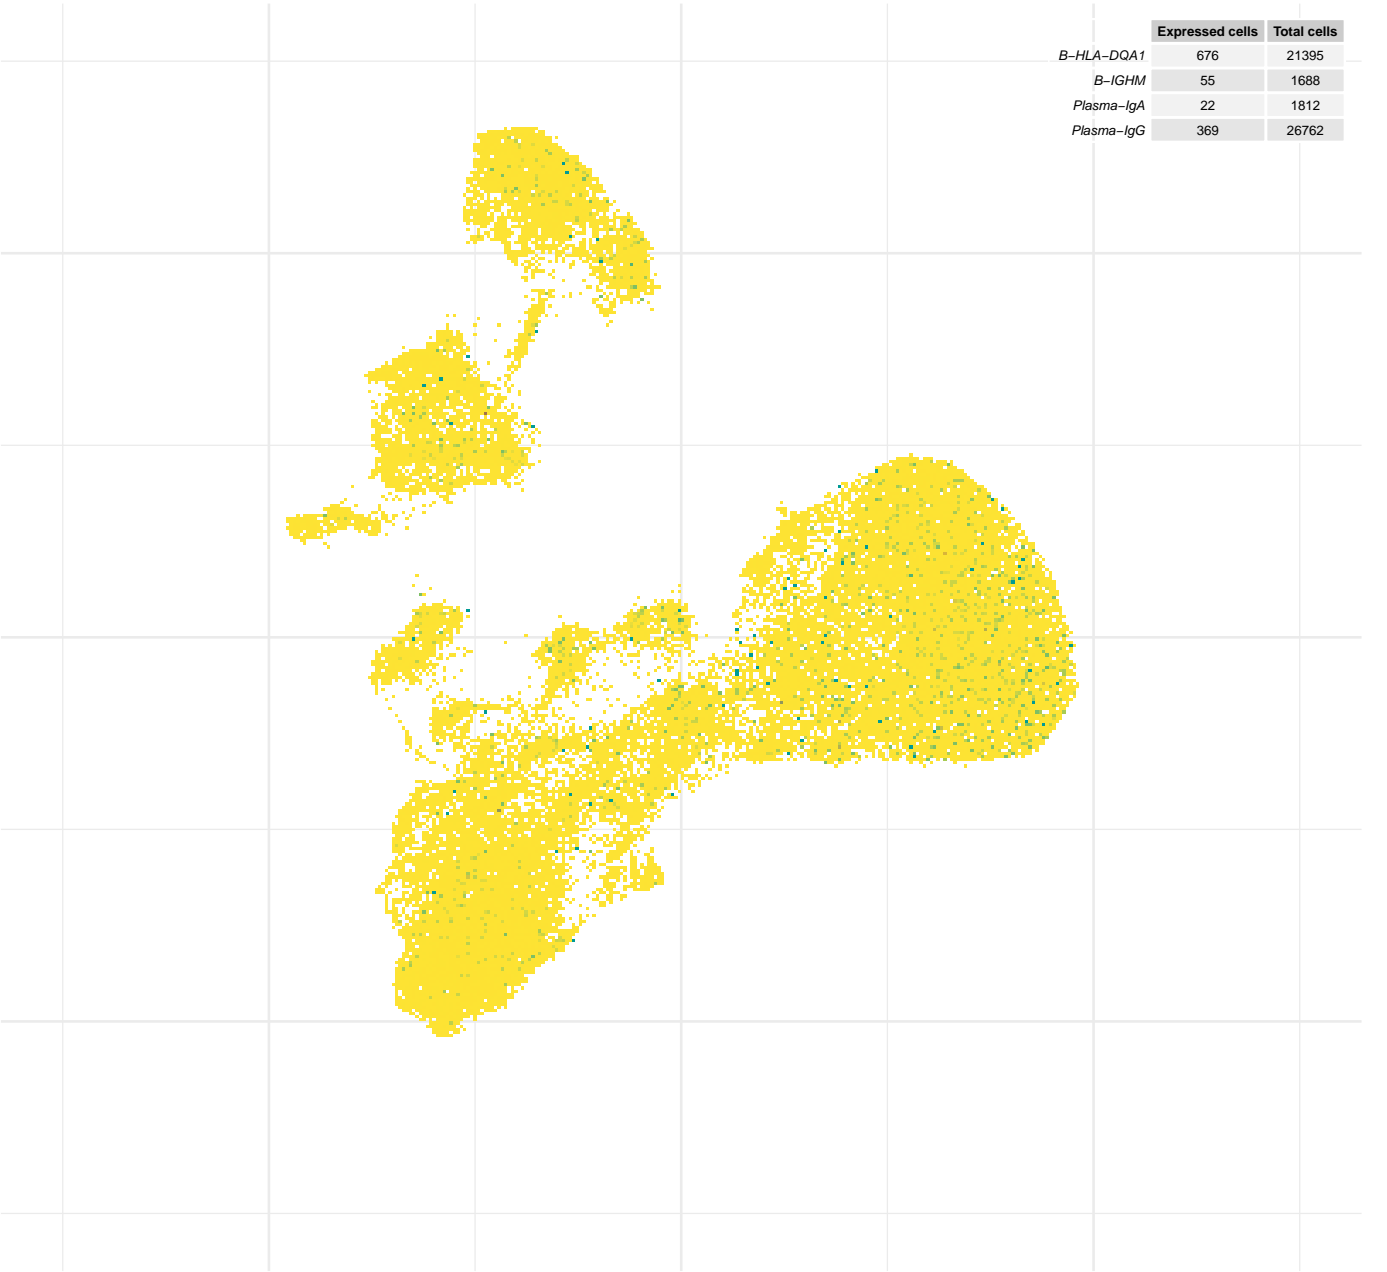 Expressed cells Total cells
B−HLA−DQA1 676 21395
B−IGHM 55 1688
Plasma−IgA 22 1812
Plasma−IgG 369 26762